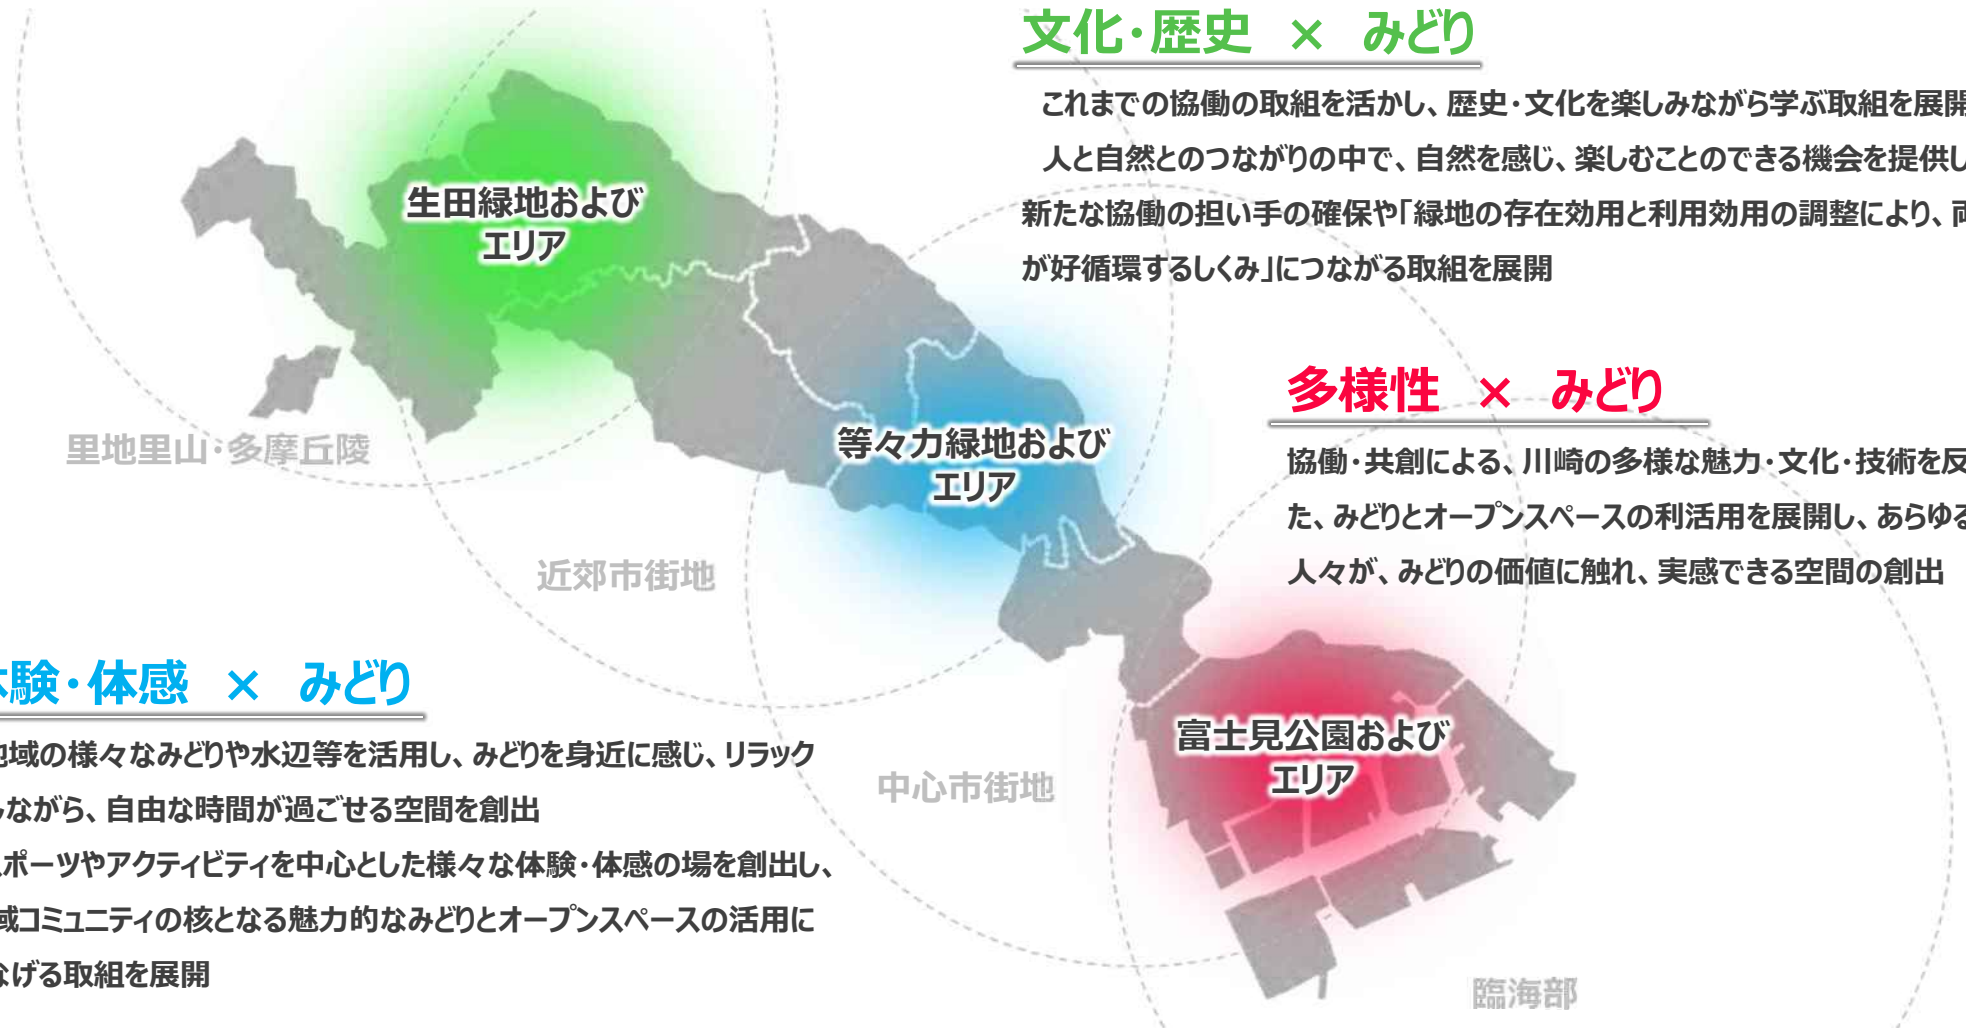 文化・歴史 × みどり
これまでの協働の取組を活かし、歴史・文化を楽しみながら学ぶ取組を展開
人と自然とのつながりの中で、自然を感じ、楽しむことのできる機会を提供し
新たな協働の担い手の確保や「緑地の存在効用と利用効用の調整により、両
が好循環するしくみ」につながる取組を展開
生田緑地および
エリア
多様性 × みどり
協働・共創による、川崎の多様な魅力・文化・技術を反
た、みどりとオープンスペースの利活用を展開し、あらゆる
人々が、みどりの価値に触れ、実感できる空間の創出
里地里山・多摩丘陵
等々力緑地および
エリア
近郊市街地
体験・体感 × みどり
地域の様々なみどりや水辺等を活用し、みどりを身近に感じ、リラック
しながら、自由な時間が過ごせる空間を創出
スポーツやアクティビティを中心とした様々な体験・体感の場を創出し、
域コミュニティの核となる魅力的なみどりとオープンスペースの活用に
なげる取組を展開
富士見公園および
エリア
中心市街地
臨海部